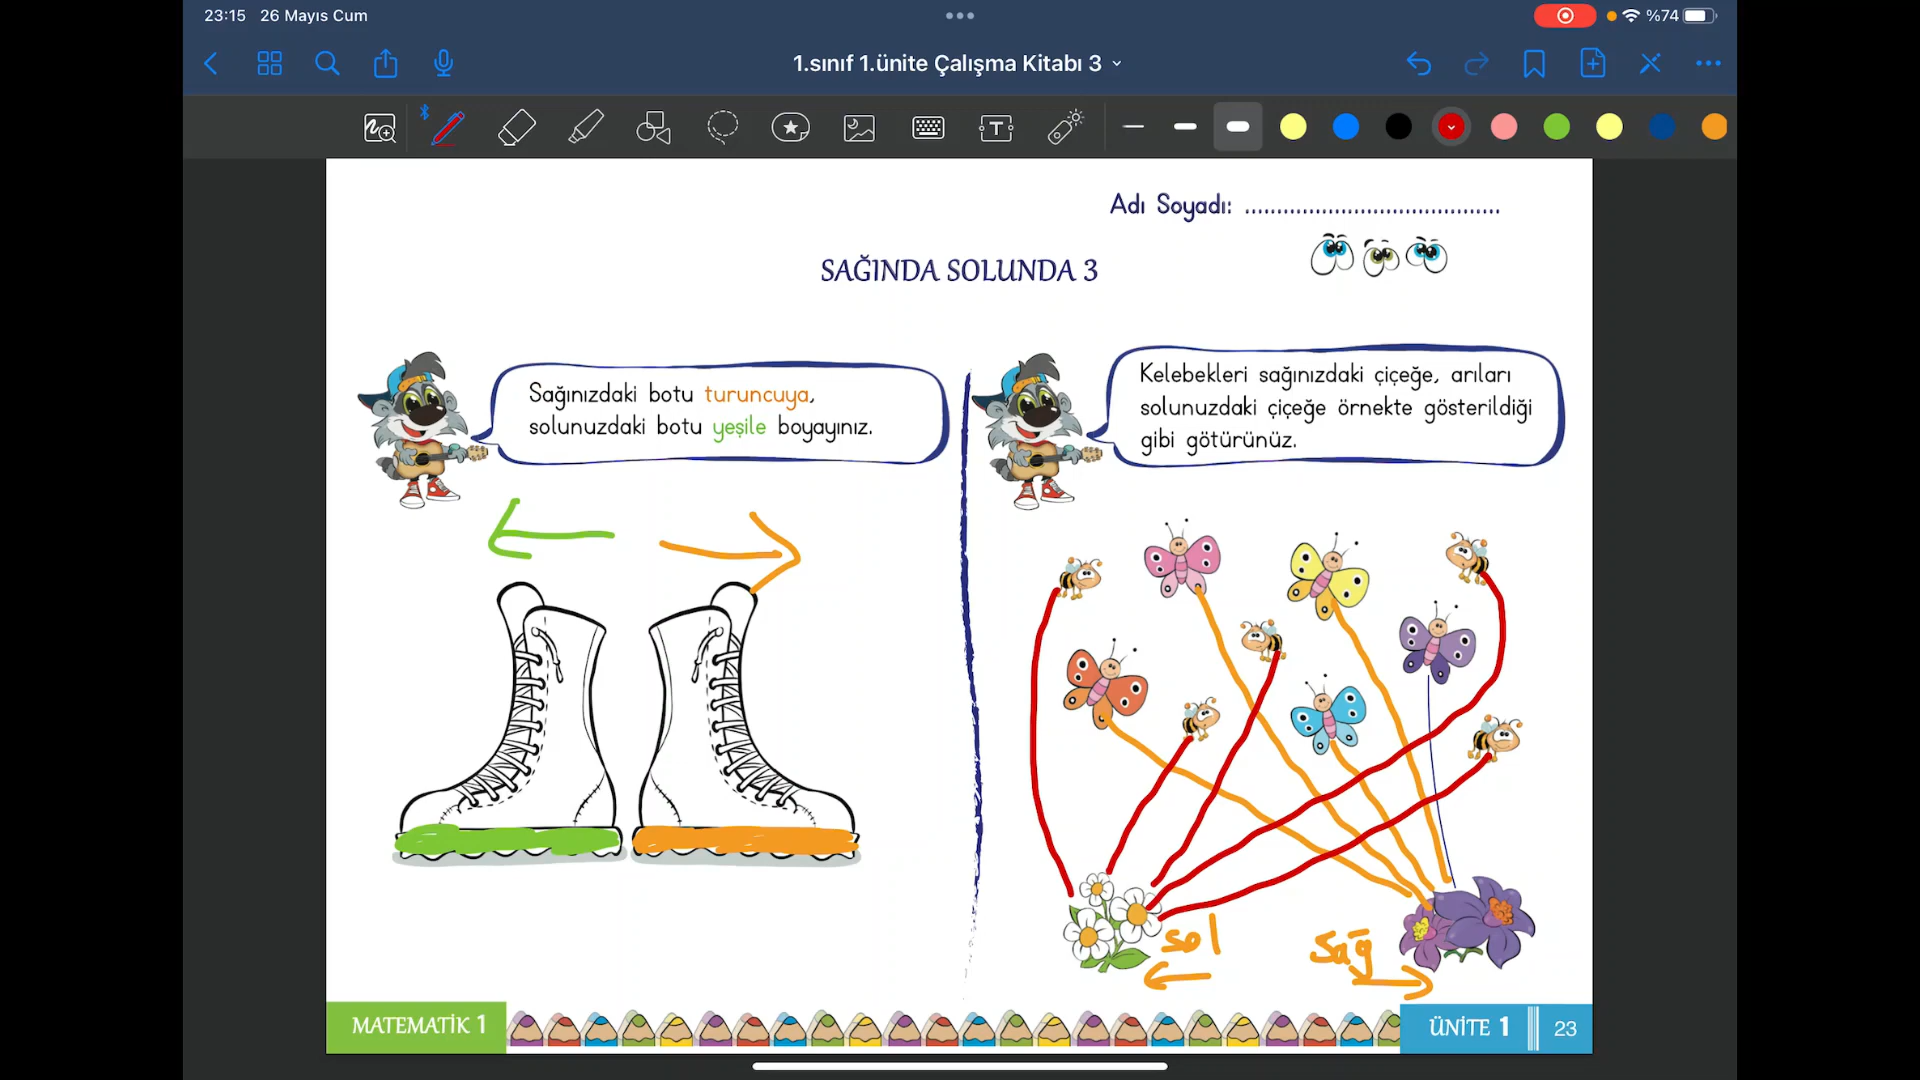 23:15 26 Mayıs Cum
%74
1.sınıf 1.ünite Çalışma Kitabı 3
T
Adı Soyadı: ........................................
SAĞINDA SOLUNDA 3
Sağınızdaki botu turuncuya,
solunuzdaki botu yeşile boyayınız.
Kelebekleri sağınızdaki çiçeğe, arıları
solunuzdaki çiçeğe örnekte gösterildiği
gibi götürünüz.
sol
sağ
MATEMATİK 1
ÜNİTE 1
23